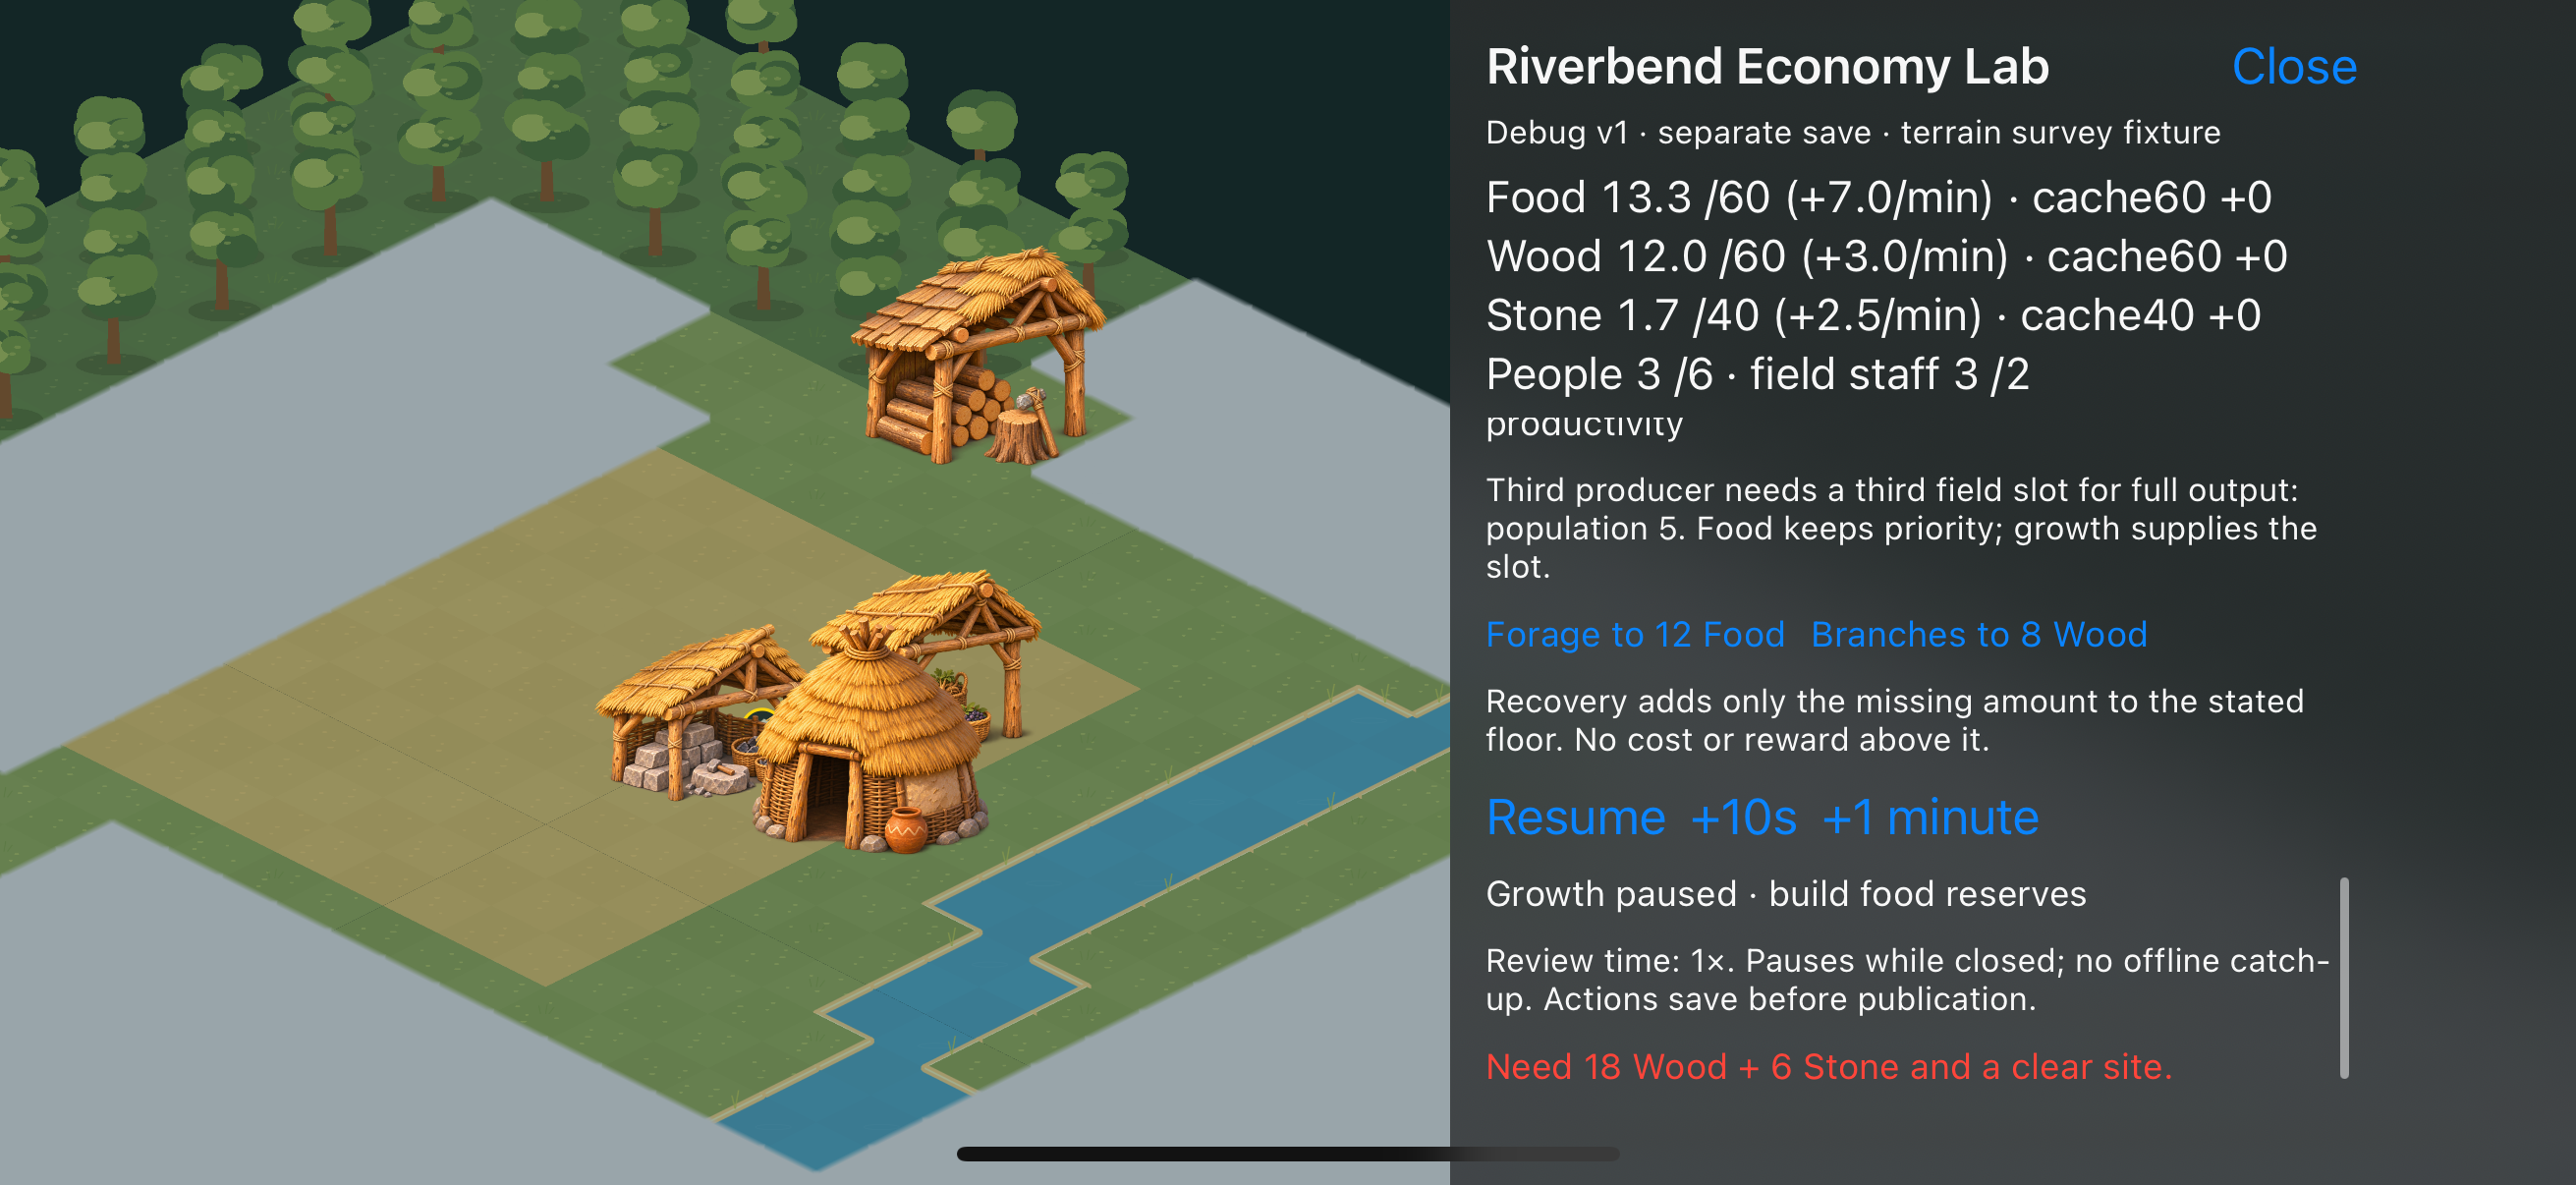 Riverbend Economy Lab
Close
Debug v1 · separate save · terrain survey fixture
Food 13.3 /60 (+7.0/min) · cache60 +0
Wood 12.0 /60 (+3.0/min) · cache60 +0
Stone 1.7 /40 (+2.5/min) · cache40 +0
People 3 /6 · field staff 3 /2
productivity
Third producer needs a third field slot for full output:
population 5. Food keeps priority; growth supplies the
slot.
Forage to 12 Food Branches to 8 Wood
Recovery adds only the missing amount to the stated
floor. No cost or reward above it.
Resume +10s +1 minute
Growth paused · build food reserves
Review time: 1×. Pauses while closed; no offline catch-
up. Actions save before publication.
Need 18 Wood + 6 Stone and a clear site.